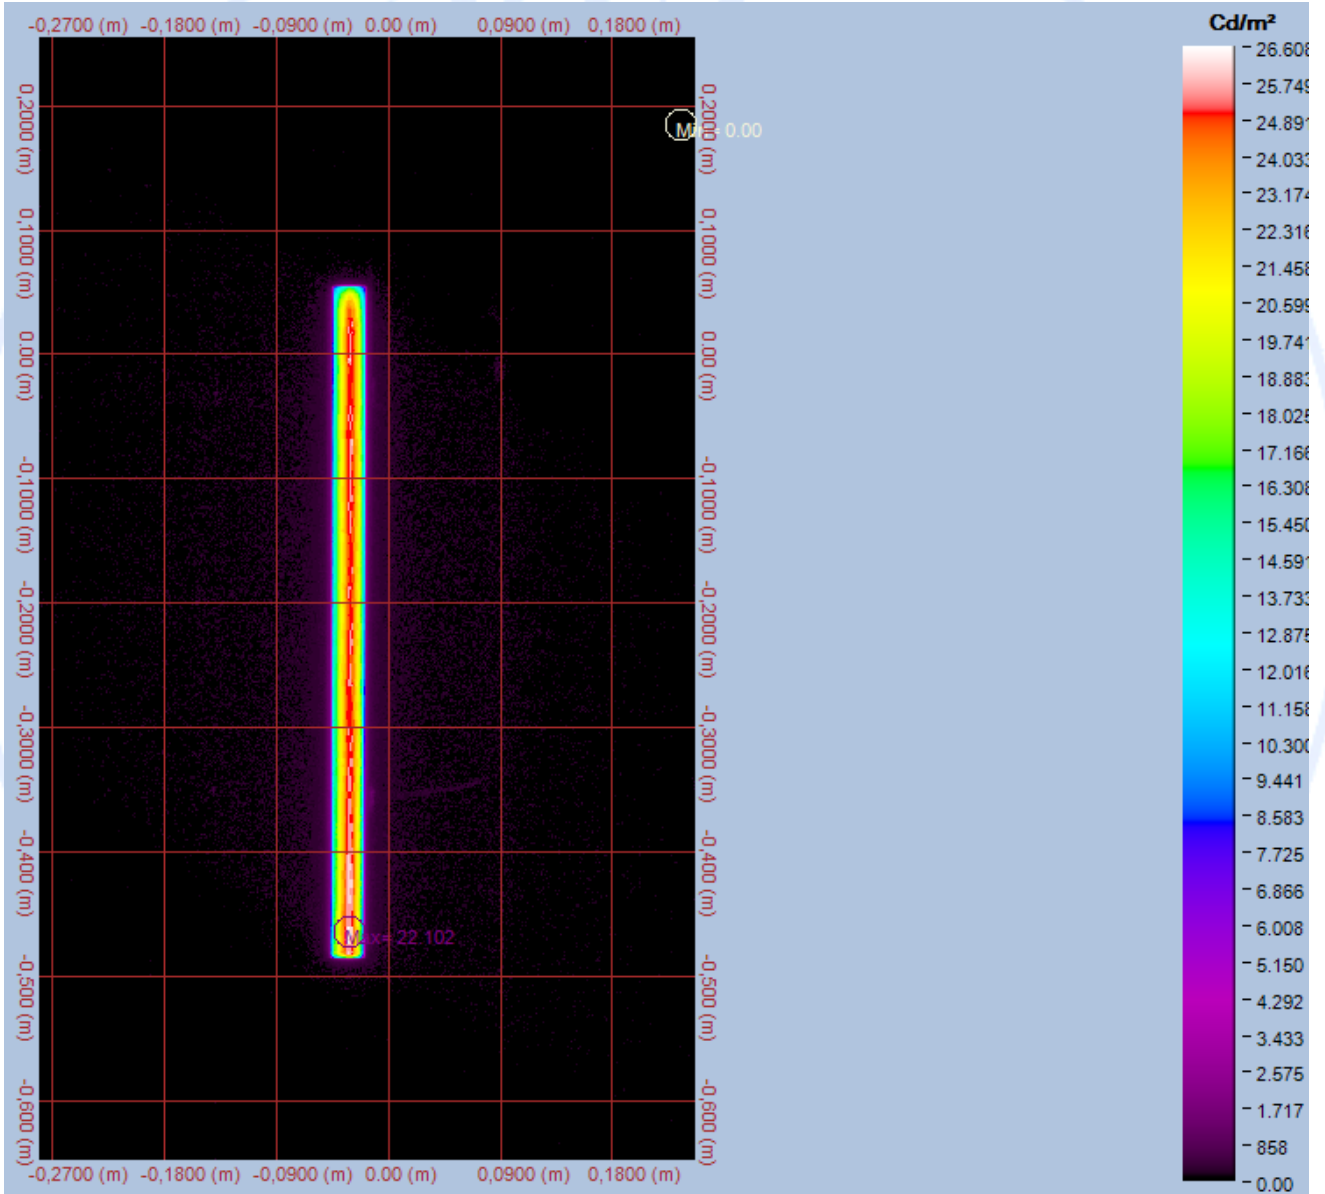 -0,2700 (m) -0,1800 (m) -0,0900 (m) 0.00 (m) 0,0900 (m) 0,1800 (m)
Cd/m²
0,2000 (m)
0,1000 (m)
0.00 (m)
-0,1000 (m)
-0,2000 (m)
-0,3000 (m)
-0,400 (m)
-0,500 (m)
-0,600 (m)
Min= 0.00
Max= 22.102
0,2000 (m)
0,1000 (m)
0.00 (m)
-0,1000 (m)
-0,2000 (m)
-0,3000 (m)
-0,400 (m)
-0,500 (m)
-0,600 (m)
26.608
25.749
24.891
24.033
23.174
22.316
21.458
20.599
19.741
18.883
18.025
17.166
16.308
15.450
14.591
13.733
12.875
12.016
11.158
10.300
9.441
8.583
7.725
6.866
6.008
5.150
4.292
3.433
2.575
1.717
858
0.00
-0,2700 (m) -0,1800 (m) -0,0900 (m) 0.00 (m) 0,0900 (m) 0,1800 (m)